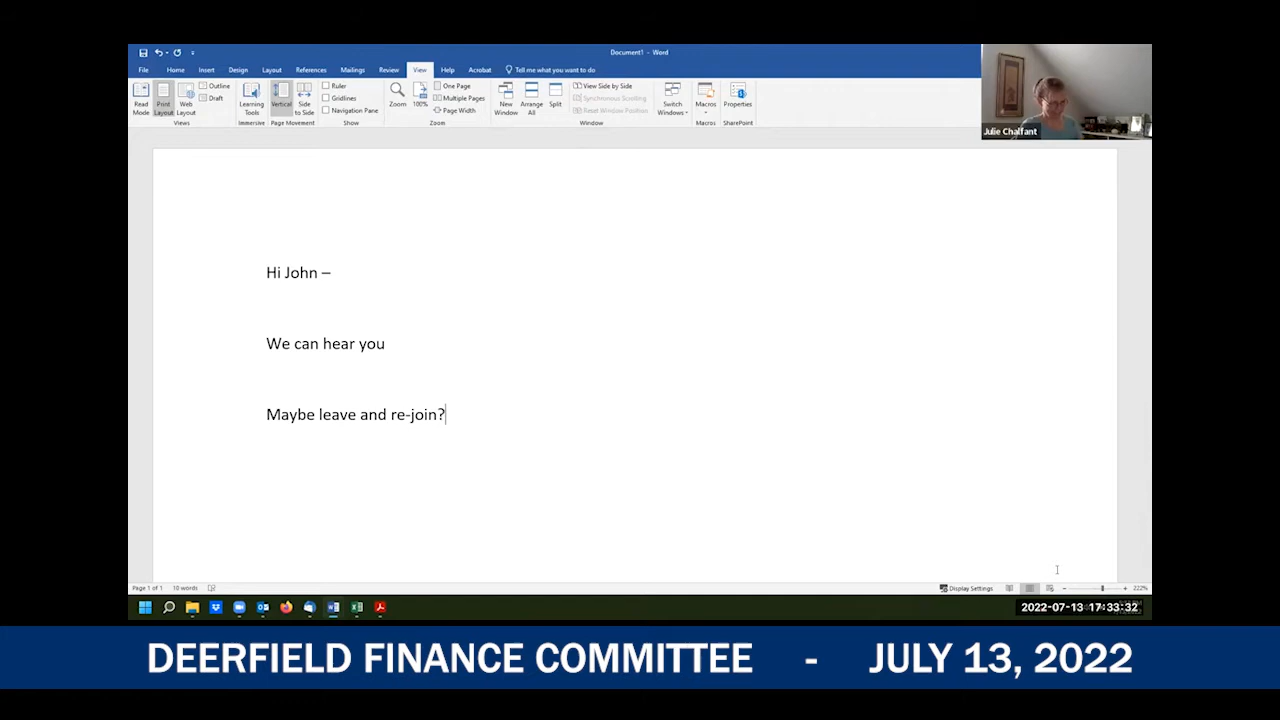 Document1 - Word
File Home Insert Design Layout References Mailings Review View Help Acrobat Tell me what you want to do
Read Mode
Print Layout
Web Layout
Outline
Draft
Views
Learning Tools
Immersive
Vertical
Side to Side
Page Movement
Ruler
Gridlines
Navigation Pane
Show
Zoom
100%
One Page
Multiple Pages
Page Width
Zoom
New Window
Arrange All
Split
View Side by Side
Synchronous Scrolling
Reset Window Position
Window
Switch Windows
Macros
Macros
Properties
SharePoint
Julie Chalfant
Hi John –
We can hear you
Maybe leave and re-join?
Page 1 of 1 10 words
Display Settings
222%
2022-07-13 17:33:32
DEERFIELD FINANCE COMMITTEE - JULY 13, 2022